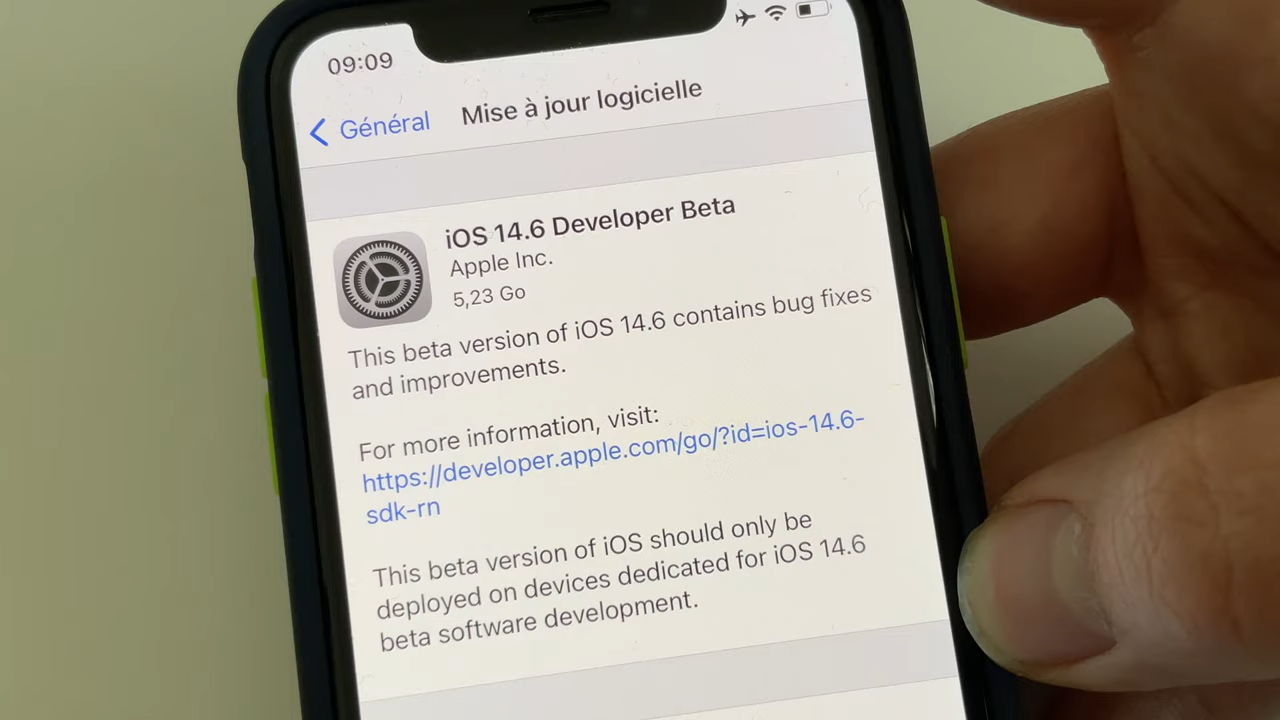 09:09
Général
Mise à jour logicielle
iOS 14.6 Developer Beta
Apple Inc.
5,23 Go
This beta version of iOS 14.6 contains bug fixes
and improvements.
For more information, visit:
https://developer.apple.com/go/?id=ios-14.6-
sdk-rn
This beta version of iOS should only be
deployed on devices dedicated for iOS 14.6
beta software development.